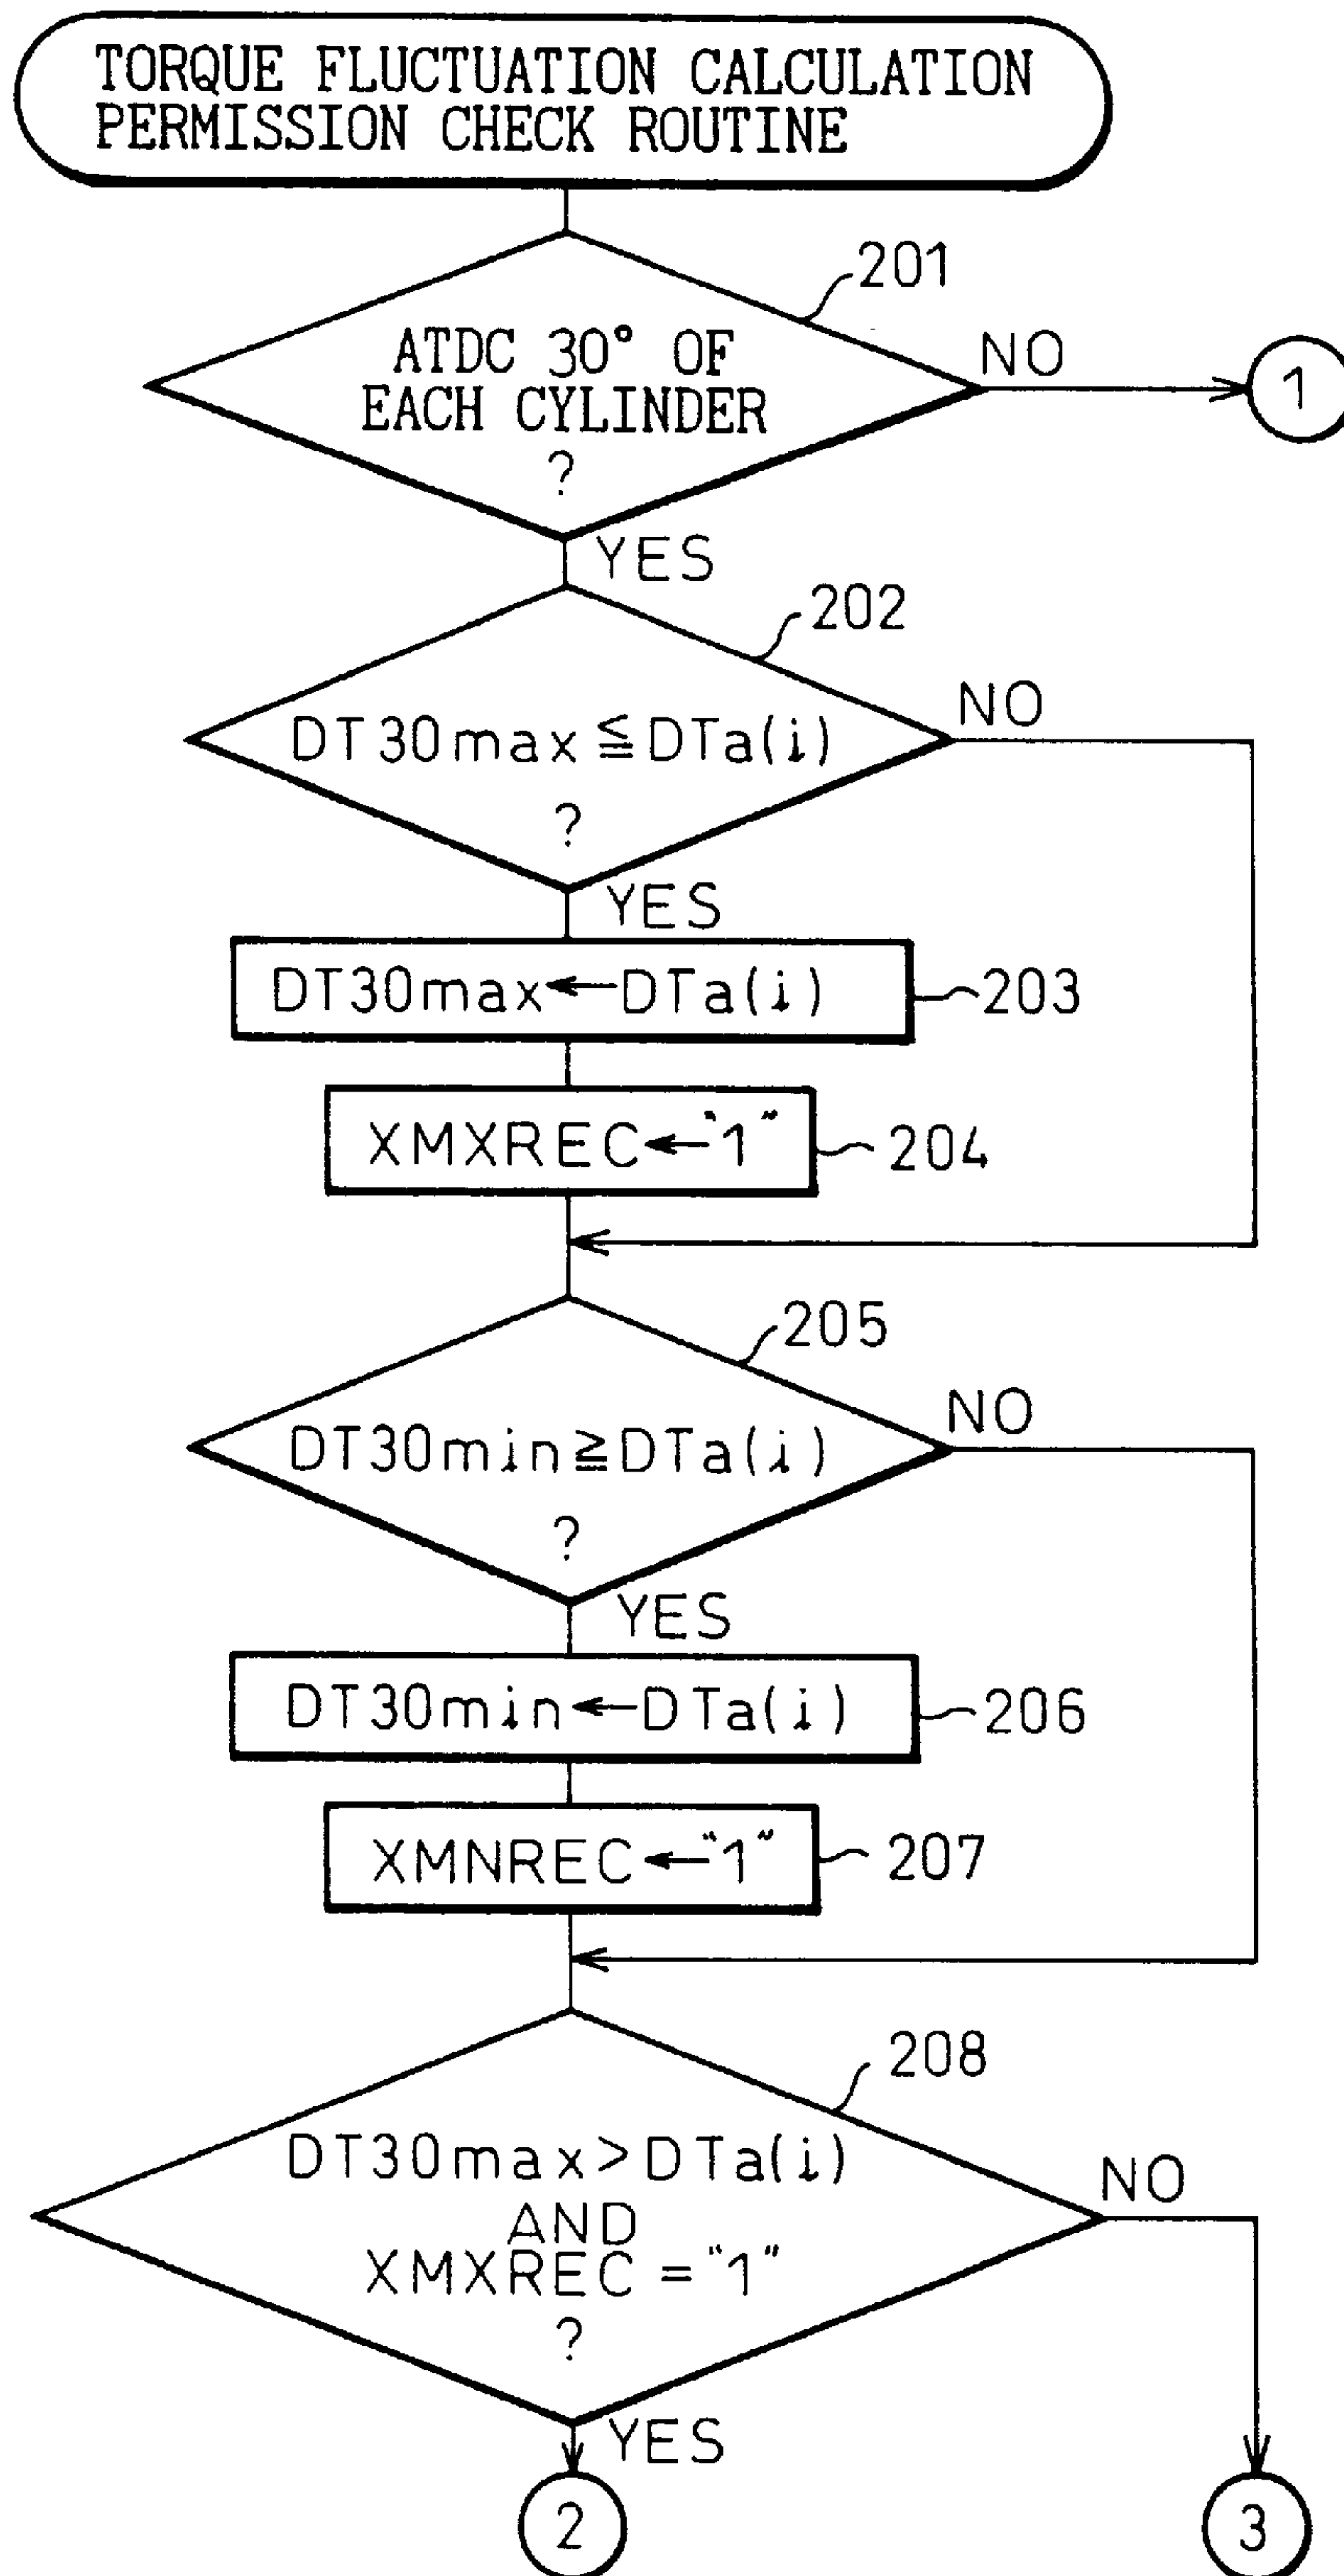 TORQUE FLUCTUATION CALCULATION
PERMISSION CHECK ROUTINE
201
ATDC 30° OF
EACH CYLINDER
?
NO
1
YES
202
DT30max≦DTa(i)
?
NO
YES
DT30max←DTa(i)
203
XMXREC←"1"
204
205
DT30min≧DTa(i)
?
NO
YES
DT30min←DTa(i)
206
XMNREC←"1"
207
208
DT30max>DTa(i)
AND
XMXREC="1"
?
NO
YES
2
3